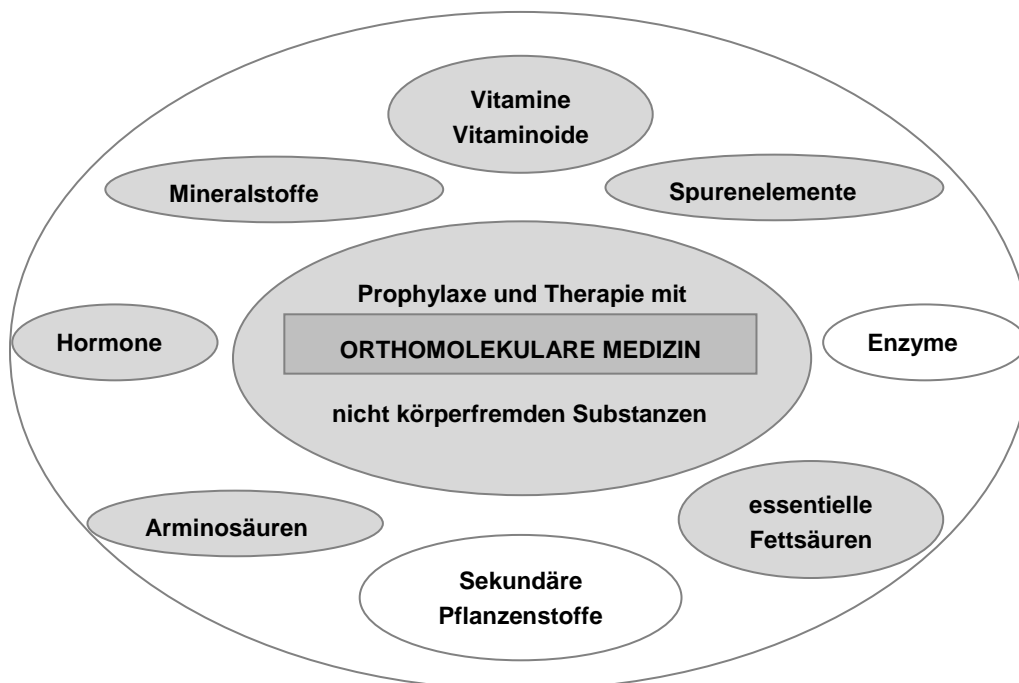 Vitamine
Vitaminoide
Mineralstoffe
Spurenelemente
Prophylaxe und Therapie mit
Hormone
ORTHOMOLEKULARE MEDIZIN
Enzyme
nicht körperfremden Substanzen
essentielle
Fettsäuren
Arminosäuren
Sekundäre
Pflanzenstoffe